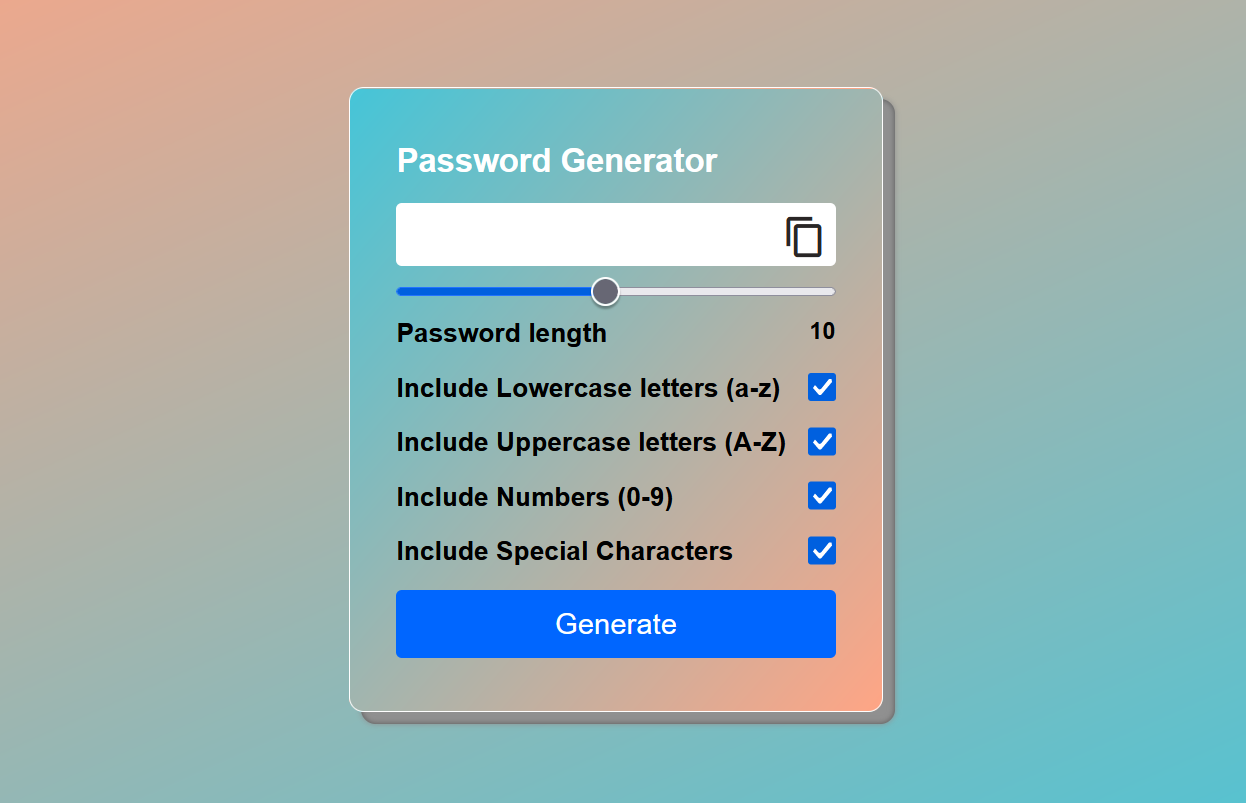 Password Generator
Password length 10
Include Lowercase letters (a-z)
Include Uppercase letters (A-Z)
Include Numbers (0-9)
Include Special Characters
Generate